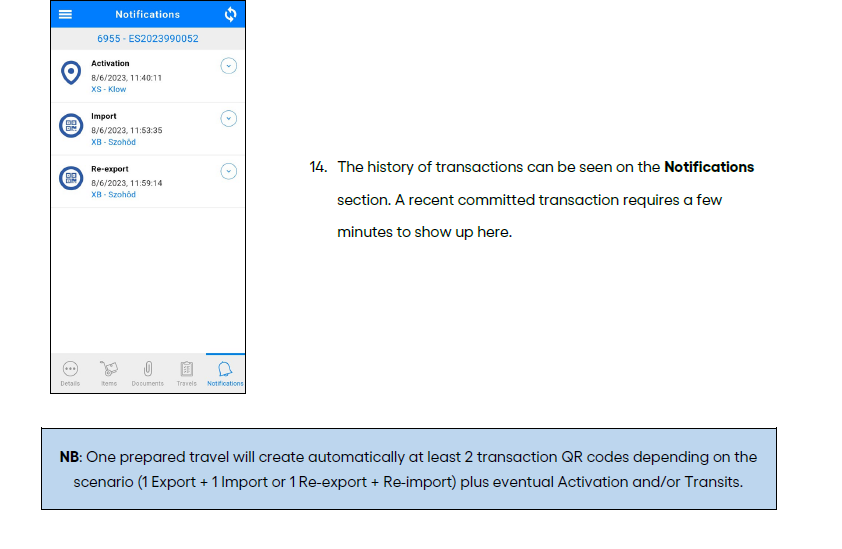 Notifications
6955 - ES2023990052
Activation
8/6/2023, 11:40:11
XS - Klow
Import
8/6/2023, 11:53:35
XB - Szohôd
Re-export
8/6/2023, 11:59:14
XB - Szohôd
Details Items Documents Travels Notifications
14. The history of transactions can be seen on the Notifications
section. A recent committed transaction requires a few
minutes to show up here.
NB: One prepared travel will create automatically at least 2 transaction QR codes depending on the
scenario (1 Export + 1 Import or 1 Re-export + Re-import) plus eventual Activation and/or Transits.